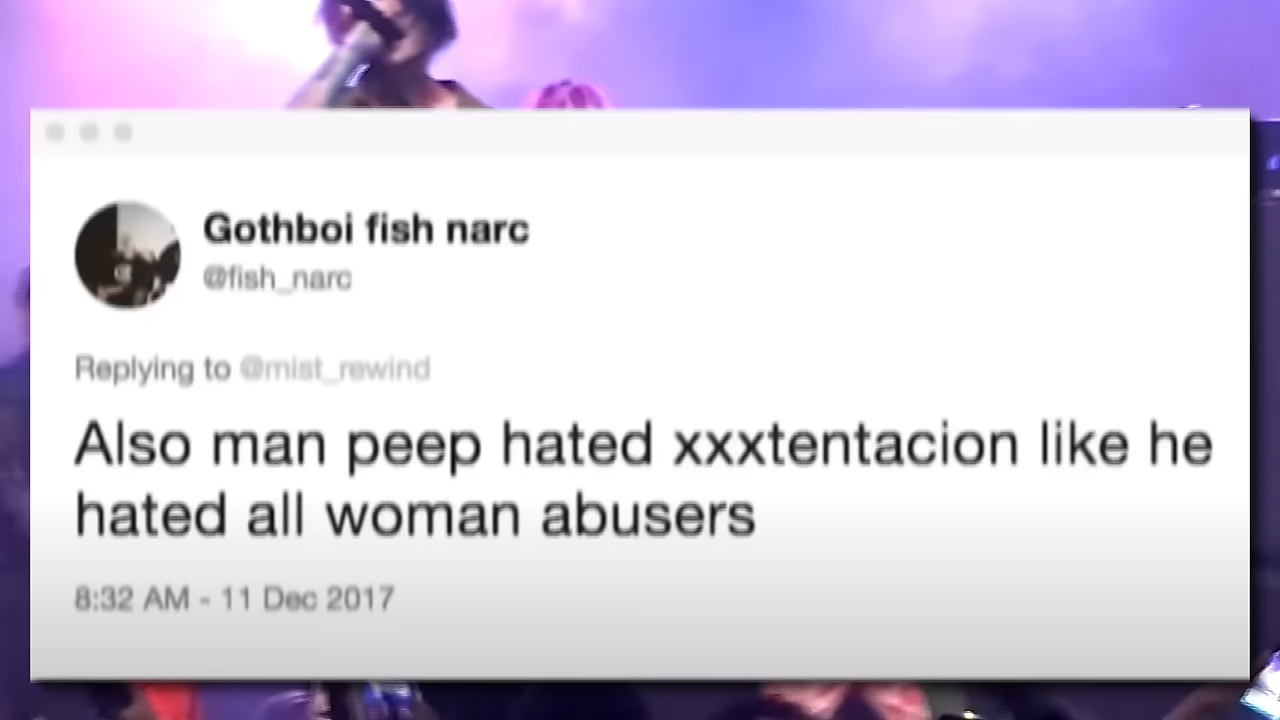 Gothboi fish narc
@fish_narc
Replying to @mist_rewind
Also man peep hated xxxtentacion like he
hated all woman abusers
8:32 AM - 11 Dec 2017